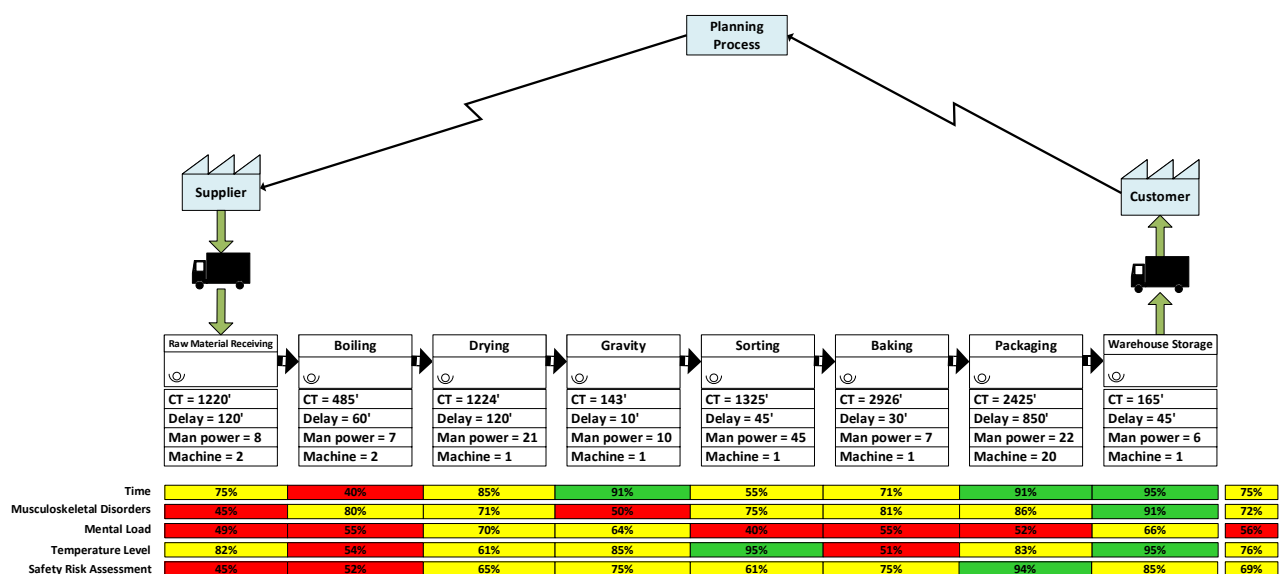 Planning
Process
Supplier
Customer
Raw Material Receiving
Boiling
Drying
Gravity
Sorting
Baking
Packaging
Warehouse Storage
CT = 1220' CT = 485' CT = 1224' CT = 143' CT = 1325' CT = 2926' CT = 2425' CT = 165'
Delay = 120' Delay = 60' Delay = 120' Delay = 10' Delay = 45' Delay = 30' Delay = 850' Delay = 45'
Man power = 8 Man power = 7 Man power = 21 Man power = 10 Man power = 45 Man power = 7 Man power = 22 Man power = 6
Machine = 2 Machine = 2 Machine = 1 Machine = 1 Machine = 1 Machine = 1 Machine = 20 Machine = 1
Time 75% 40% 85% 91% 55% 71% 91% 95% 75%
Musculoskeletal Disorders 45% 80% 71% 50% 75% 81% 86% 91% 72%
Mental Load 49% 55% 70% 64% 40% 55% 52% 66% 56%
Temperature Level 82% 54% 61% 85% 95% 51% 83% 95% 76%
Safety Risk Assessment 45% 52% 65% 75% 61% 75% 94% 85% 69%